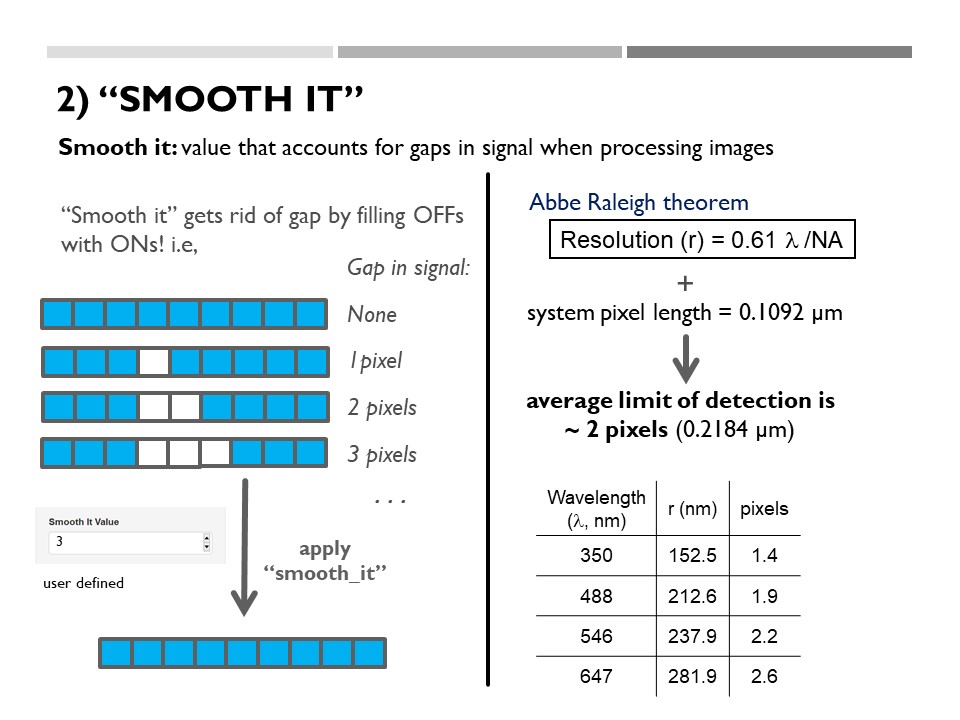 2) “SMOOTH IT”
Smooth it: value that accounts for gaps in signal when processing images
“Smooth it” gets rid of gap by filling OFFs
with ONs! i.e,
Gap in signal:
None
1pixel
2 pixels
3 pixels
. . .
Smooth It Value
3
user defined
apply
“smooth_it”
Abbe Raleigh theorem
Resolution (r) = 0.61 λ /NA
+
system pixel length = 0.1092 µm
average limit of detection is
~ 2 pixels (0.2184 µm)
Wavelength (λ, nm) r (nm) pixels
350 152.5 1.4
488 212.6 1.9
546 237.9 2.2
647 281.9 2.6